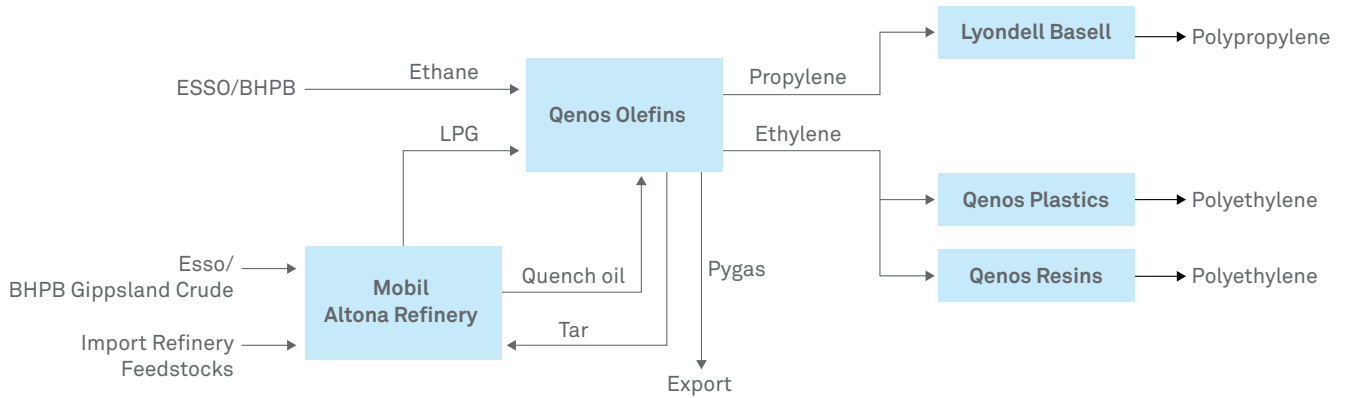 Lyondell Basell
Polypropylene
Ethane
Propylene
ESSO/BHPB
Qenos Olefins
LPG
Ethylene
Qenos Plastics
Polyethylene
Esso/
BHPB Gippsland Crude
Mobil
Altona Refinery
Quench oil
Pygas
Qenos Resins
Polyethylene
Tar
Import Refinery
Feedstocks
Export